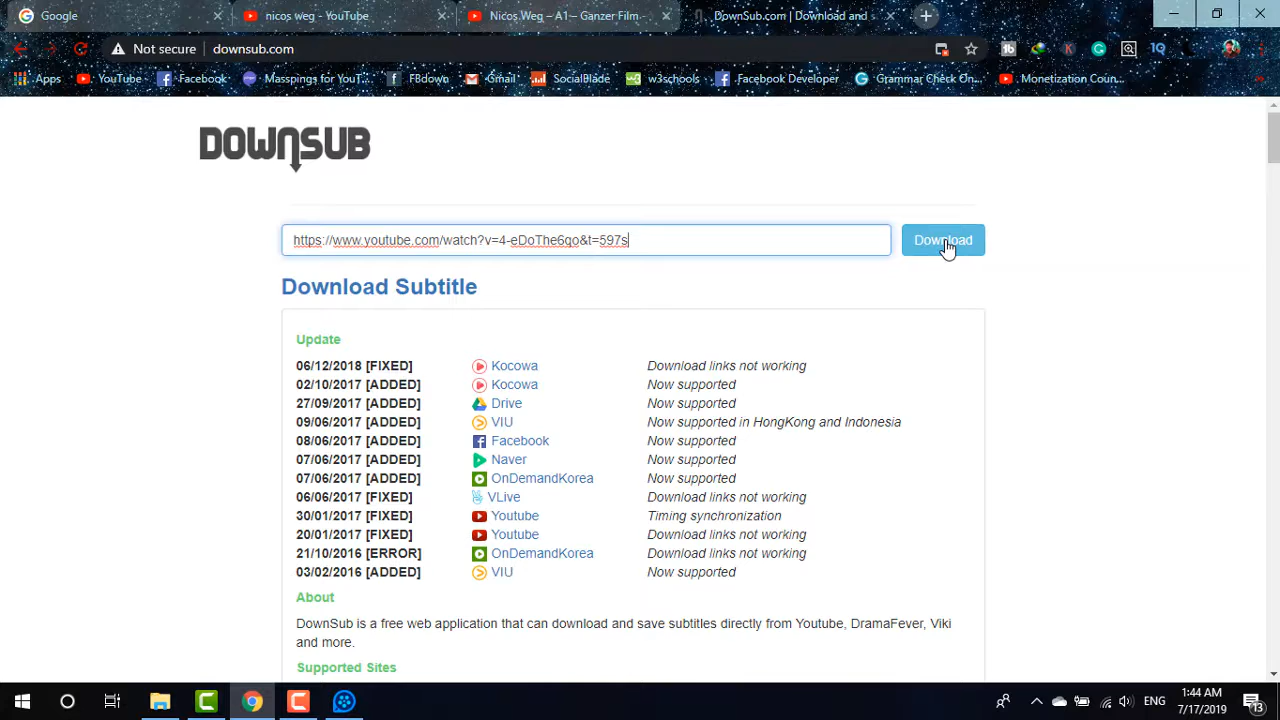 Google
nicos weg - YouTube
Nicos Weg – A1 – Ganzer Film -
DownSub.com | Download and
Not secure downsub.com
Apps YouTube Facebook Masspings for YouT... FBdown Gmail SocialBlade w3schools Facebook Developer Grammar Check On... Monetization Coun...
DOWNSUB
https://www.youtube.com/watch?v=4-eDoThe6qo&t=597s
Download
Download Subtitle
Update
06/12/2018 [FIXED] Kocowa Download links not working
02/10/2017 [ADDED] Kocowa Now supported
27/09/2017 [ADDED] Drive Now supported
09/06/2017 [ADDED] VIU Now supported in HongKong and Indonesia
08/06/2017 [ADDED] Facebook Now supported
07/06/2017 [ADDED] Naver Now supported
07/06/2017 [ADDED] OnDemandKorea Now supported
06/06/2017 [FIXED] VLive Download links not working
30/01/2017 [FIXED] Youtube Timing synchronization
20/01/2017 [FIXED] Youtube Download links not working
21/10/2016 [ERROR] OnDemandKorea Download links not working
03/02/2016 [ADDED] VIU Now supported
About
DownSub is a free web application that can download and save subtitles directly from Youtube, DramaFever, Viki
and more.
Supported Sites
ENG
1:44 AM
7/17/2019
13